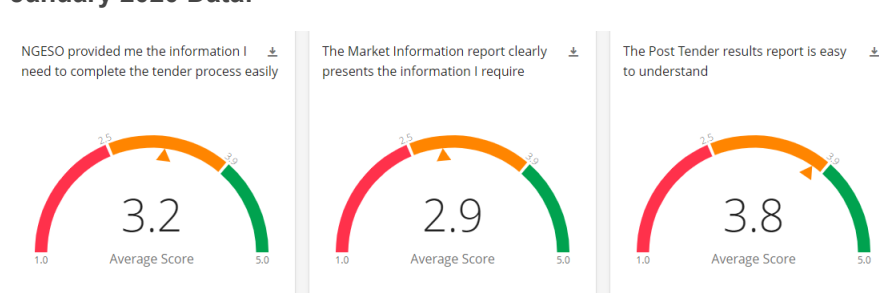 NGESO provided me the information I
need to complete the tender process easily
2.5
3.9
3.2
1.0
Average Score
5.0
The Market Information report clearly
presents the information I require
2.5
3.9
2.9
1.0
Average Score
5.0
The Post Tender results report is easy
to understand
2.5
3.9
3.8
1.0
Average Score
5.0